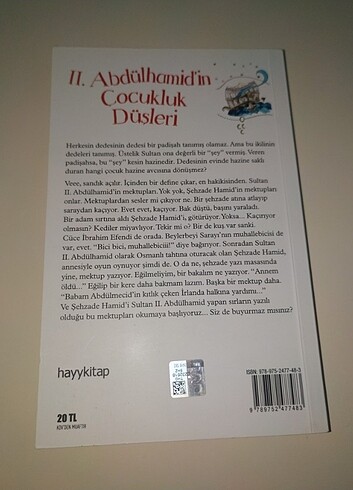 II. Abdülhamid'in
Çocukluk
Düşleri
Herkesin dedesinin dedesi bir padişah tanımış olamaz. Ama bu ikilinin
dedeleri tanımış. Üstelik Sultan ona değerli bir "şey" vermiş. Veren
padişahsa, bu "şey" kesin hazinedir. Dedesinin evinde hazine saklı
duran hangi çocuk hazine avcısına dönüşmez?
Veee, sandık açılır. İçinden bir define çıkar, en hakikisinden. Sultan
II. Abdülhamid'in mektupları. Yok yok, Şehzade Hamid'in mektupları
onlar. Mektuplardan sesler mi çıkıyor ne. Bir şehzade atına atlayıp
saraydan kaçıyor. Evet evet, kaçıyor. Bak düştü, başını yaraladı.
Bir adam sırtına aldı Şehzade Hamid'i, götürüyor. Yoksa... Kaçırıyor
olmasın? Kediler miyavlıyor. Tekir mi o? Bir de kuş var sanki.
Cüce İbrahim Efendi de orada. Beylerbeyi Sarayı'nın muhallebicisi de
var, evet. "Bici bici, muhallebicii!" diye bağırıyor. Sonradan Sultan
II. Abdülhamid olarak Osmanlı tahtına oturacak olan Şehzade Hamid,
annesiyle oyun oynuyor şimdi de. O da ne, şehzade yazı masasında
yine, mektup yazıyor. Eğilmeliyim, bir bakalım ne yazıyor. "Annem
öldü..." Eğilip bir kere daha bakmam lazım. Başka bir mektup daha.
"Babam Abdülmecid'in kıtlık çeken İrlanda halkına yardımı..."
Ve Şehzade Hamid'i Sultan II. Abdülhamid yapan sırların yazılı
olduğu bu mektupları okumaya başlıyoruz... Siz de buyurmaz mısınız?
hayykitap
20 TL
KDV'DEN MUAFTIR
ISBN: 978-975-2477-48-3
9 789752 477483